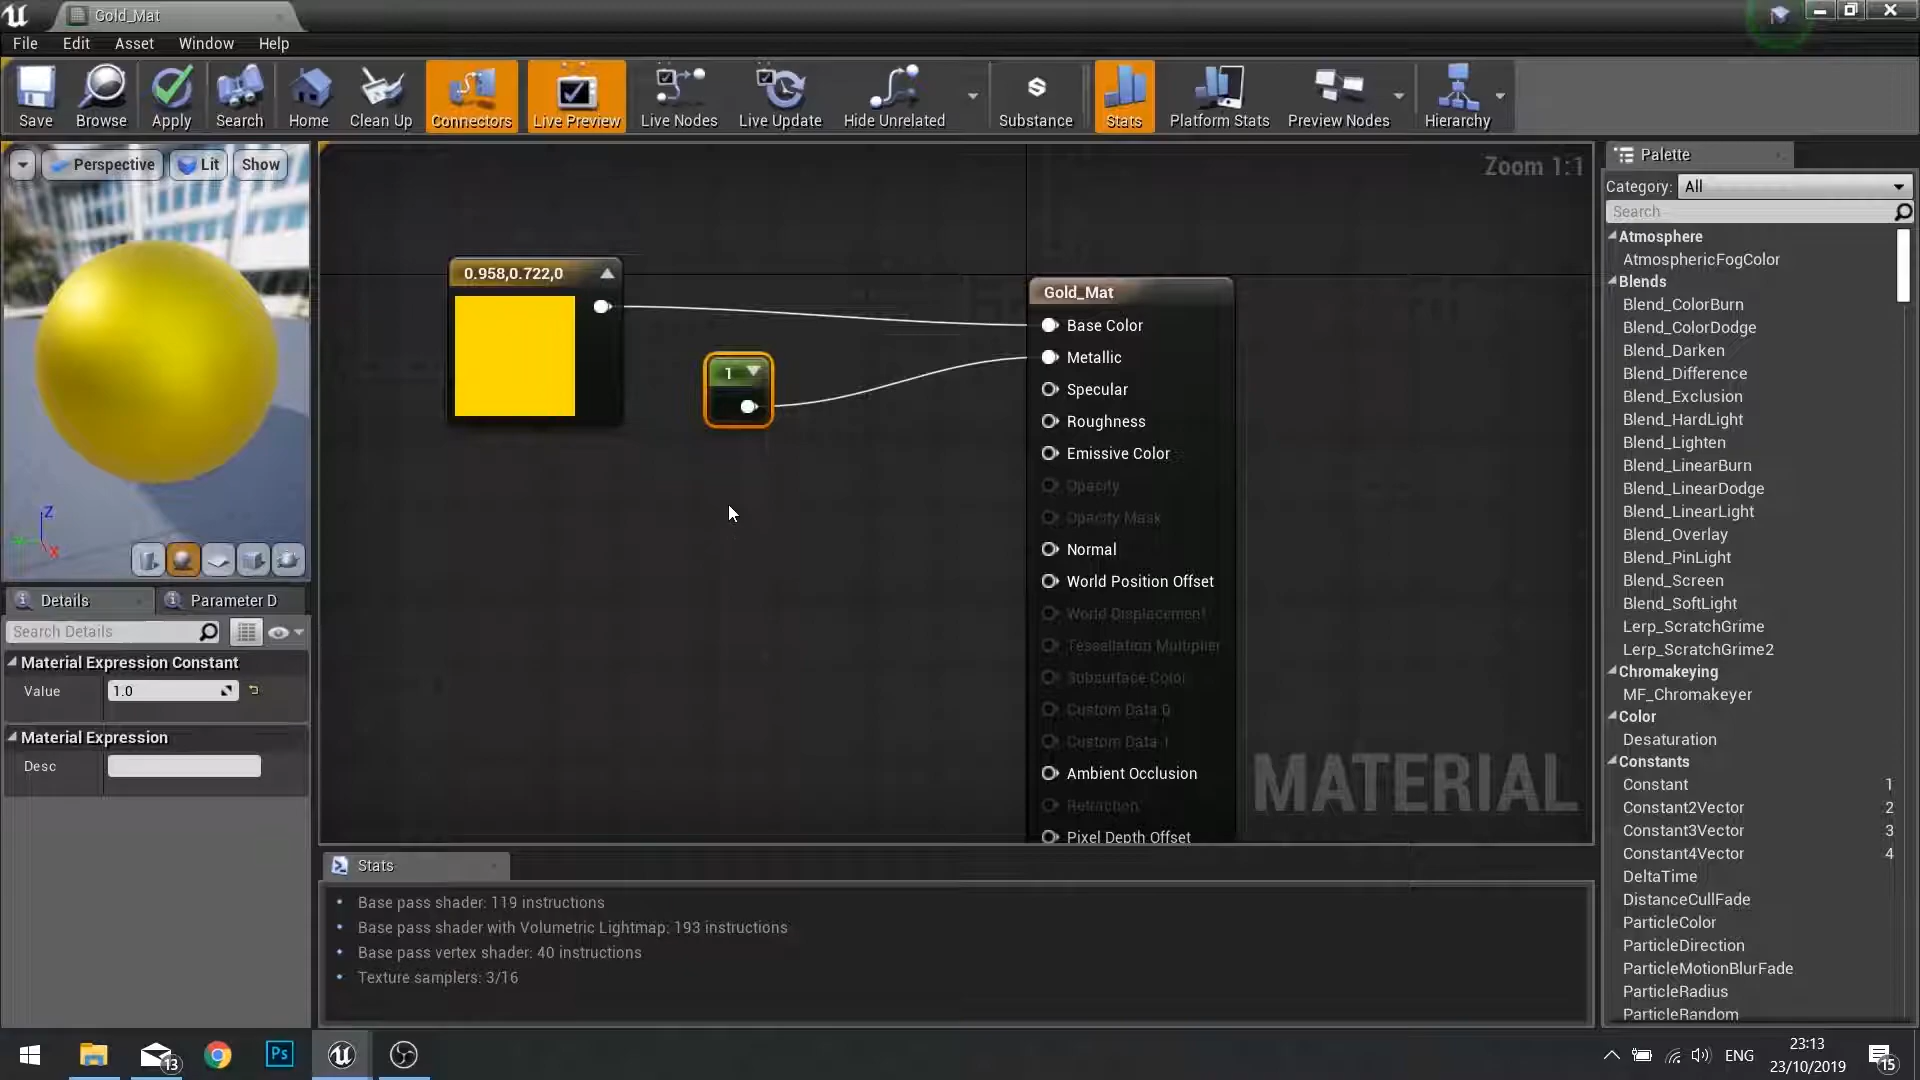 Gold_Mat
File Edit Asset Window Help
Save Browse Apply Search Home Clean Up Connectors Live Preview Live Nodes Live Update Hide Unrelated Substance Stats Platform Stats Preview Nodes Hierarchy
Perspective Lit Show
Z
X
Details Parameter D
Search Details
Material Expression Constant
Value 1.0
Material Expression
Desc
Zoom 1:1
0.958,0.722,0
1
Gold_Mat
Base Color
Metallic
Specular
Roughness
Emissive Color
Opacity
Opacity Mask
Normal
World Position Offset
World Displacement
Tessellation Multiplier
Subsurface Color
Custom Data 0
Custom Data 1
Ambient Occlusion
Refraction
Pixel Depth Offset
MATERIAL
Stats
Base pass shader: 119 instructions
Base pass shader with Volumetric Lightmap: 193 instructions
Base pass vertex shader: 40 instructions
Texture samplers: 3/16
Palette
Category: All
Search
Atmosphere
AtmosphericFogColor
Blends
Blend_ColorBurn
Blend_ColorDodge
Blend_Darken
Blend_Difference
Blend_Exclusion
Blend_HardLight
Blend_Lighten
Blend_LinearBurn
Blend_LinearDodge
Blend_LinearLight
Blend_Overlay
Blend_PinLight
Blend_Screen
Blend_SoftLight
Lerp_ScratchGrime
Lerp_ScratchGrime2
Chromakeying
MF_Chromakeyer
Color
Desaturation
Constants
Constant 1
Constant2Vector 2
Constant3Vector 3
Constant4Vector 4
DeltaTime
DistanceCullFade
ParticleColor
ParticleDirection
ParticleMotionBlurFade
ParticleRadius
ParticleRandom
13
Ps
ENG
23:13
23/10/2019
15